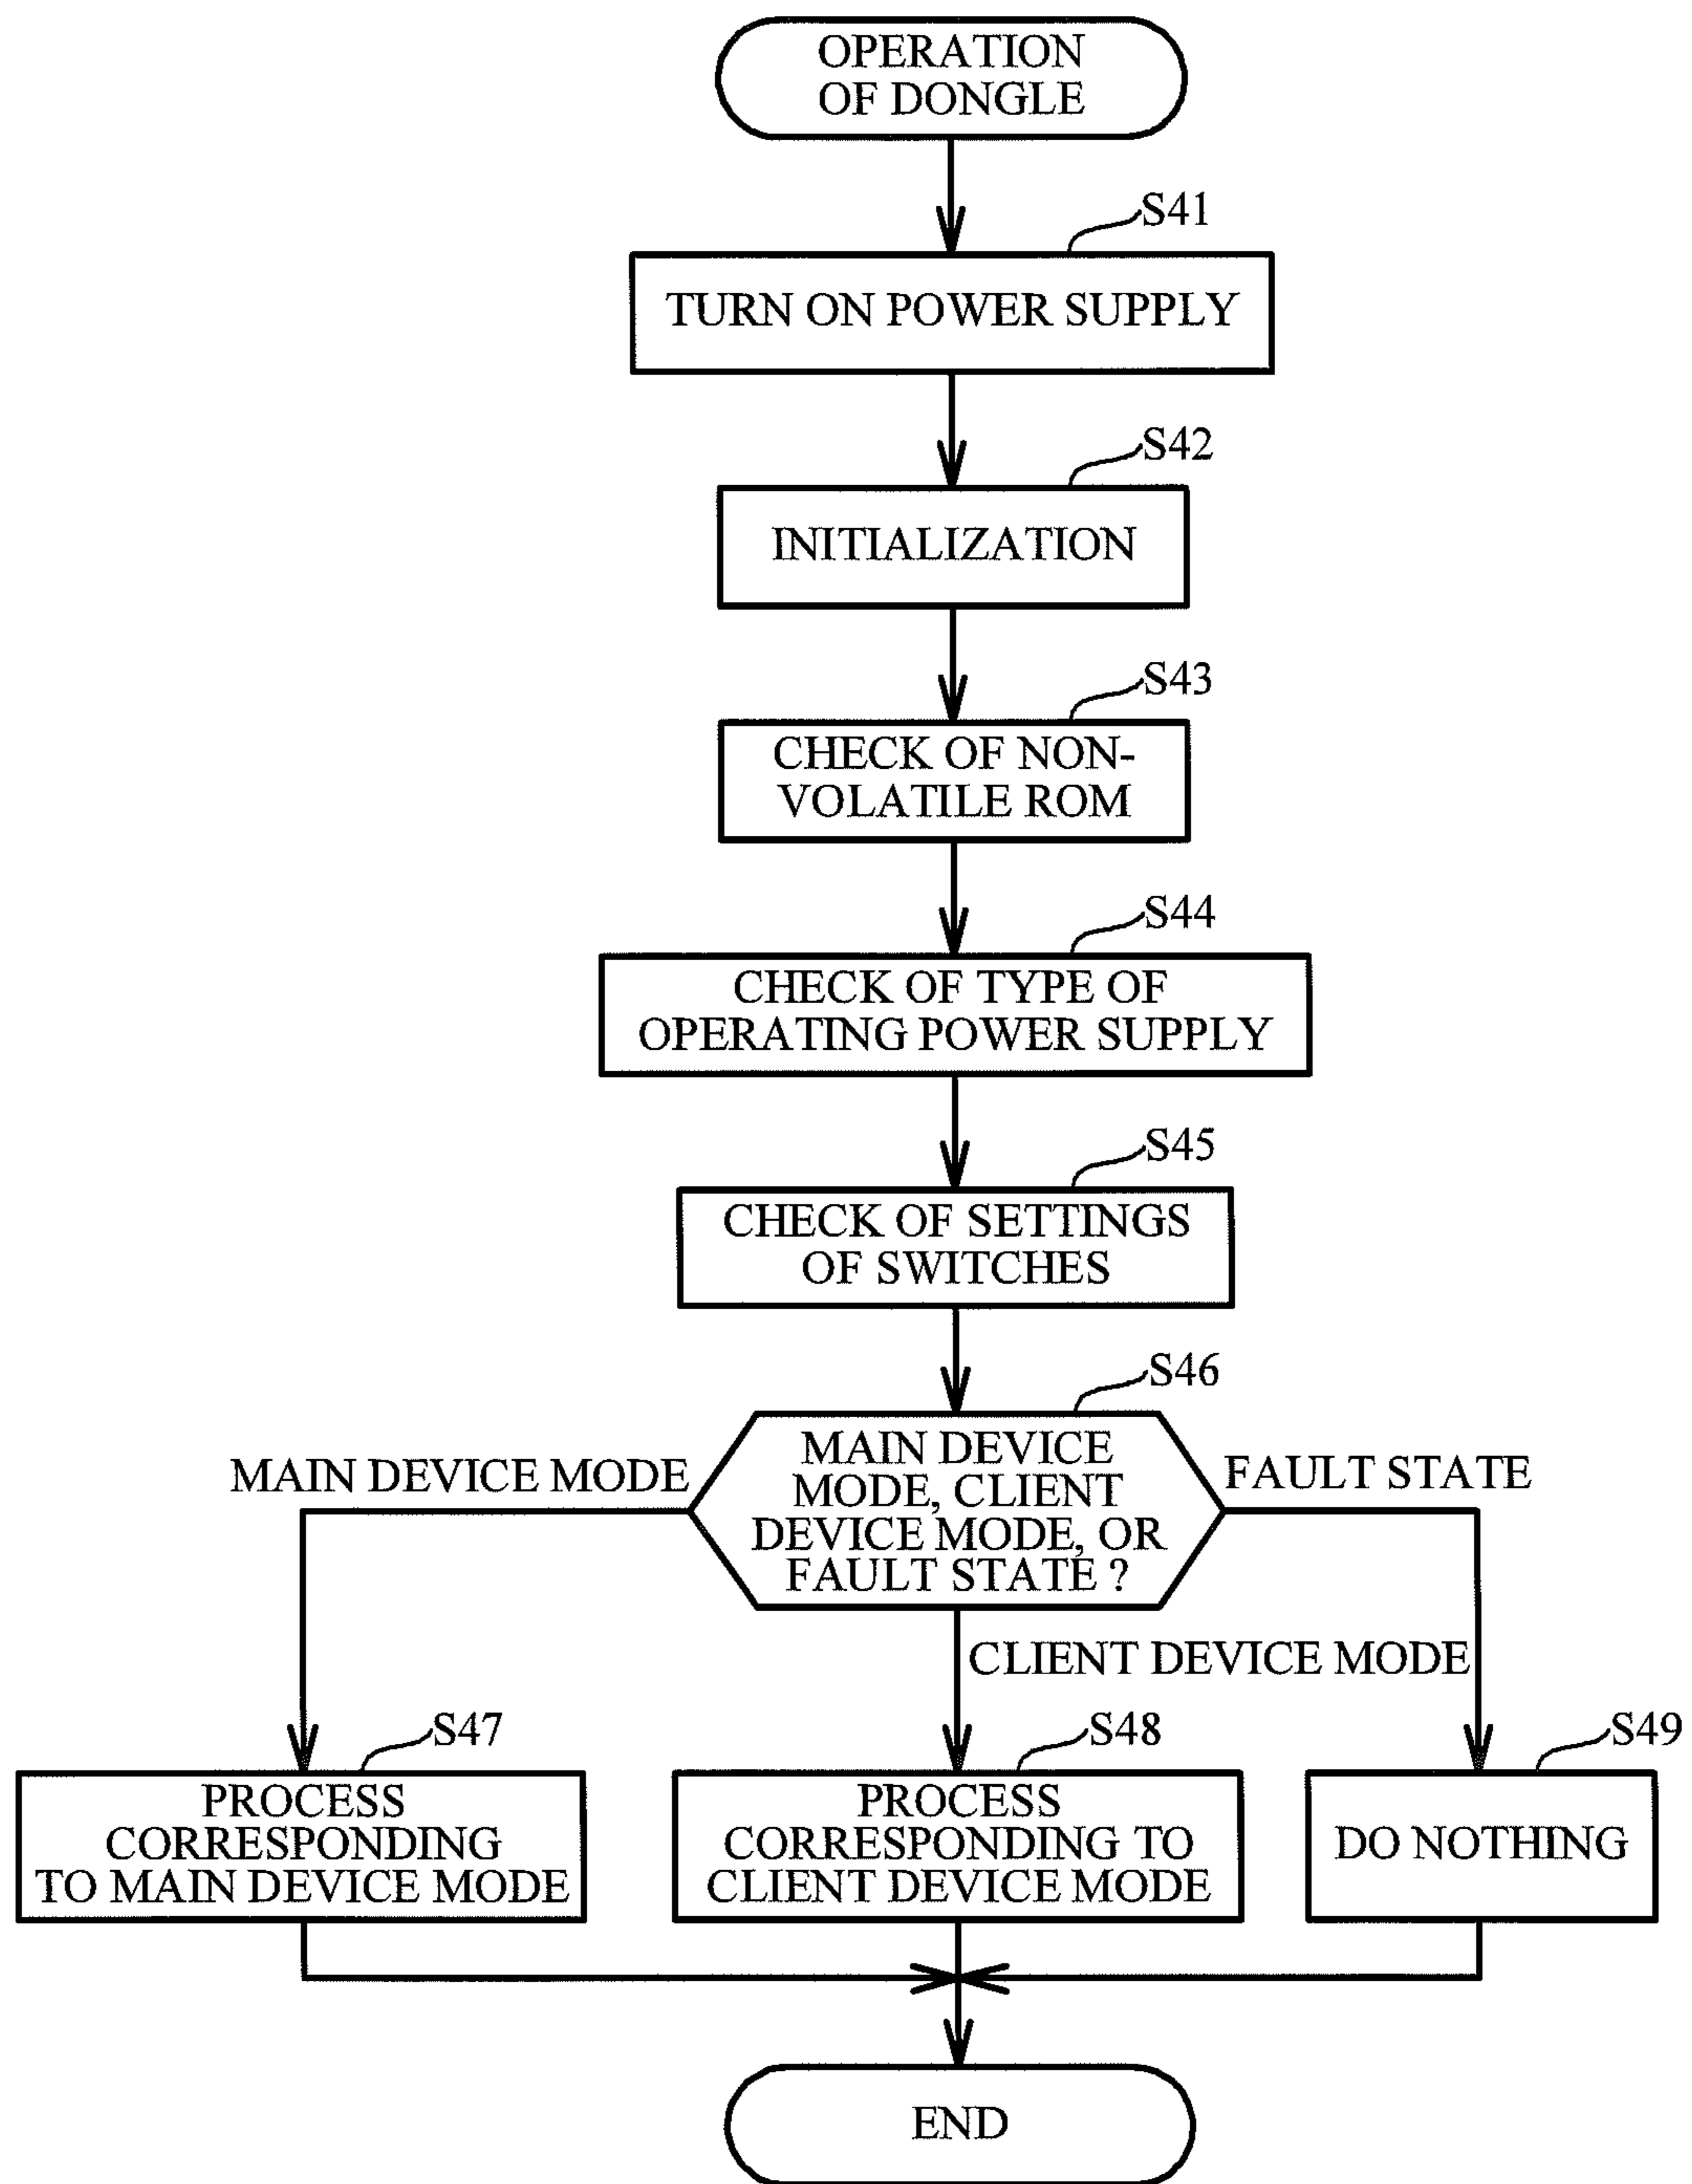 OPERATION
OF DONGLE
S41
TURN ON POWER SUPPLY
S42
INITIALIZATION
S43
CHECK OF NON-
VOLATILE ROM
S44
CHECK OF TYPE OF
OPERATING POWER SUPPLY
S45
CHECK OF SETTINGS
OF SWITCHES
S46
MAIN DEVICE
MODE, CLIENT
DEVICE MODE, OR
FAULT STATE ?
MAIN DEVICE MODE
FAULT STATE
CLIENT DEVICE MODE
S47
PROCESS
CORRESPONDING
TO MAIN DEVICE MODE
S48
PROCESS
CORRESPONDING TO
CLIENT DEVICE MODE
S49
DO NOTHING
END